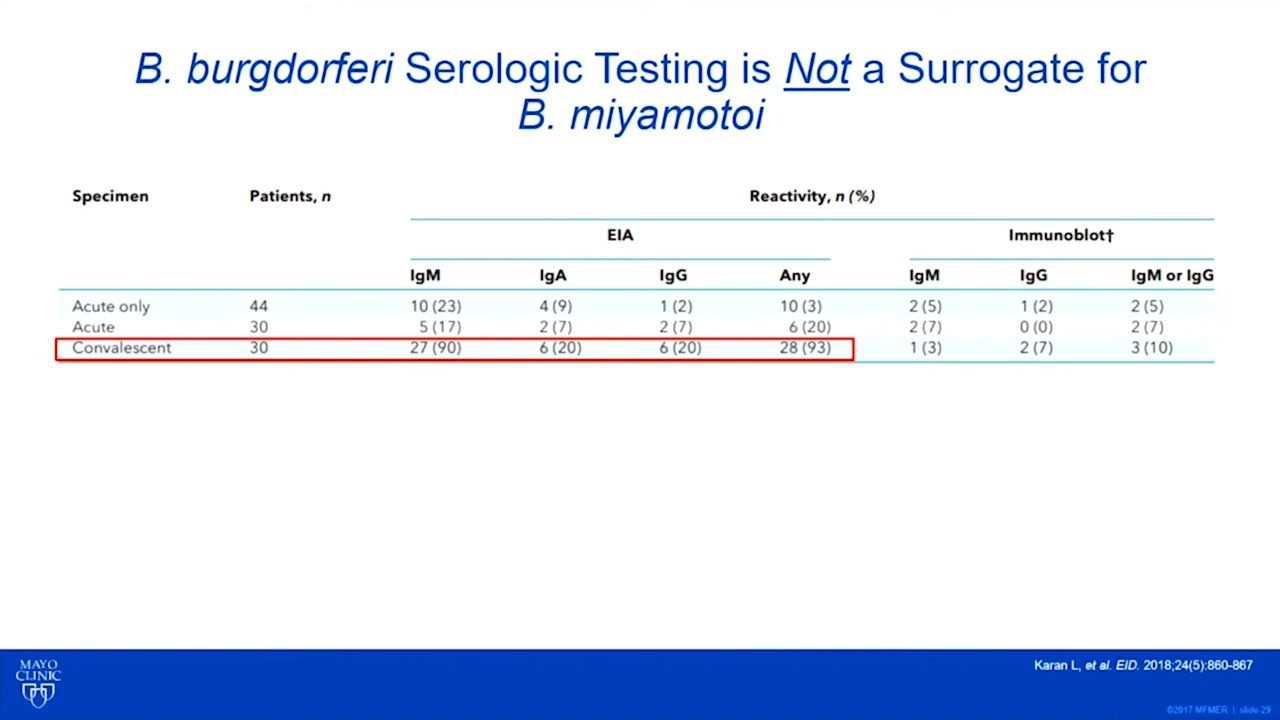 B. burgdorferi Serologic Testing is Not a Surrogate for
B. miyamotoi
Specimen Patients, n Reactivity, n (%)
EIA Immunoblot†
IgM IgA IgG Any IgM IgG IgM or IgG
Acute only 44 10 (23) 4 (9) 1 (2) 10 (3) 2 (5) 1 (2) 2 (5)
Acute 30 5 (17) 2 (7) 2 (7) 6 (20) 2 (7) 0 (0) 2 (7)
Convalescent 30 27 (90) 6 (20) 6 (20) 28 (93) 1 (3) 2 (7) 3 (10)
MAYO
CLINIC
Karan L, et al. EID. 2018;24(5):860-867
©2017 MFMER | slide-29